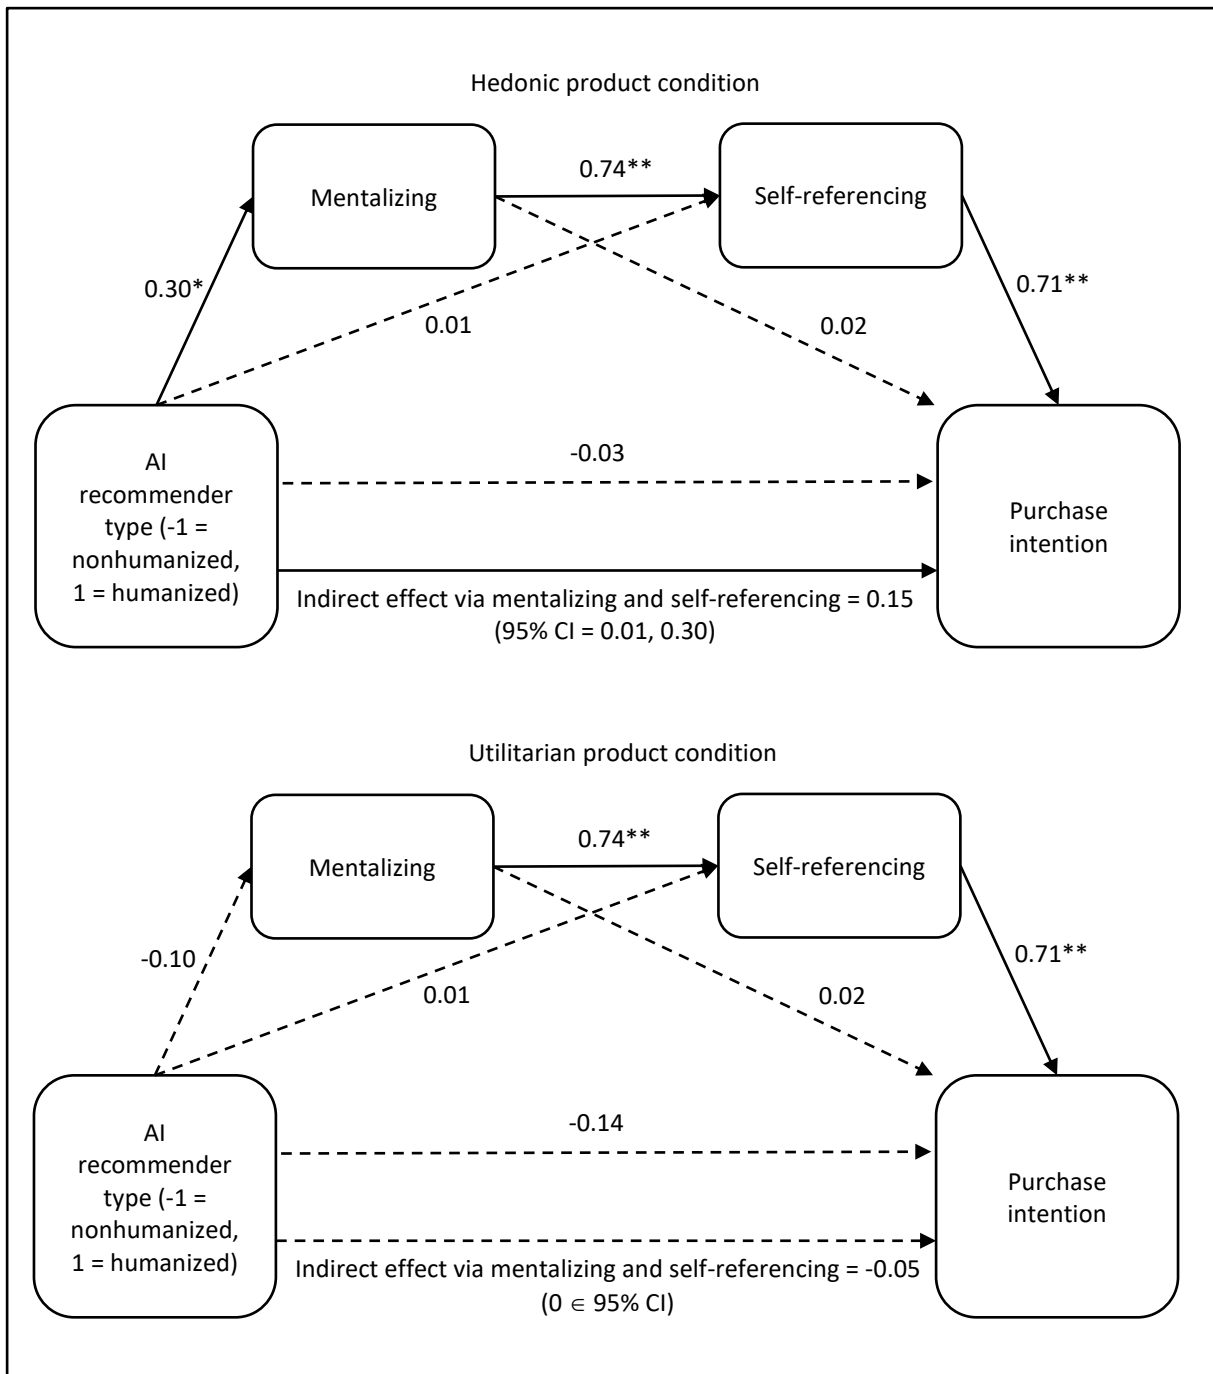 Hedonic product condition
Mentalizing
0.74**
Self-referencing
0.30*
0.01
0.02
0.71**
AI
recommender
type (-1 =
nonhumanized,
1 = humanized)
-0.03
Purchase
intention
Indirect effect via mentalizing and self-referencing = 0.15
(95% CI = 0.01, 0.30)
Utilitarian product condition
Mentalizing
0.74**
Self-referencing
-0.10
0.01
0.02
0.71**
AI
recommender
type (-1 =
nonhumanized,
1 = humanized)
-0.14
Purchase
intention
Indirect effect via mentalizing and self-referencing = -0.05
(0 ∈ 95% CI)